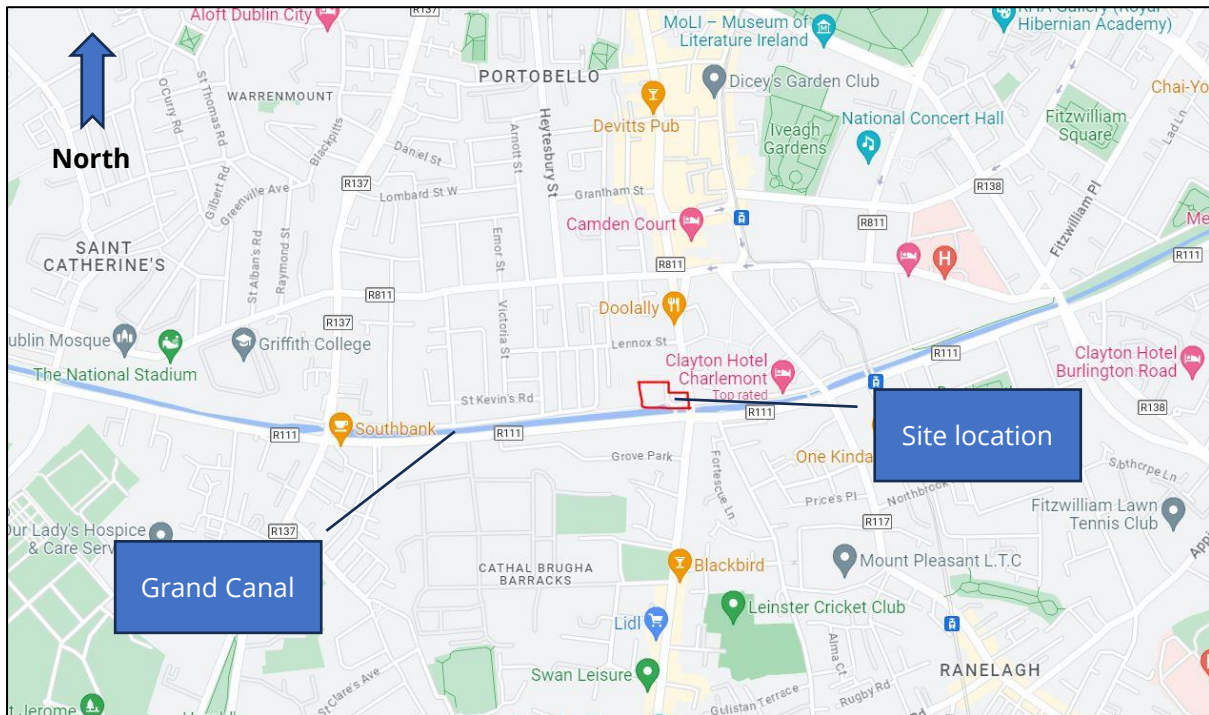 Aloft Dublin City
MoLI – Museum of
Literature Ireland
Hibernian Academy)
North
PORTOBELLO
Dicey's Garden Club
O'Curry Rd
St Thomas Rd
WARRENMOUNT
Blackpitts
Devitts Pub
Heytesbury St
Arnott St
Iveagh
Gardens
National Concert Hall
Fitzwilliam
Square
Chai-Yo
Lad Ln
Daniel St
R137
Gilbert Rd
Greenville Ave
Lombard St W
Grantham St
R138
Fitzwilliam Pl
Camden Court
R811
Me
SAINT
CATHERINE'S
St Alban's Rd
Raymond St
Emor St
R811
H
R111
R811
Victoria St
Doolally
R137
ublin Mosque
Griffith College
Lennox St
R111
The National Stadium
Clayton Hotel
Charlemont
Top rated
Clayton Hotel
Burlington Road
St Kevin's Rd
R111
R138
Southbank
R111
R111
Site location
Grove Park
Fortescue Ln
One Kinda
Price's Pl
Northbrook
Fitzwilliam Lawn
Tennis Club
Our Lady's Hospice
& Care Serv
R137
R117
Appi
Grand Canal
CATHAL BRUGHA
BARRACKS
Blackbird
Mount Pleasant L.T.C
Leinster Cricket Club
Lidl
Alma Ct
RANELAGH
Swan Leisure
St Clare's Ave
Rugby Rd
Gulistan Terrace
t Jerome